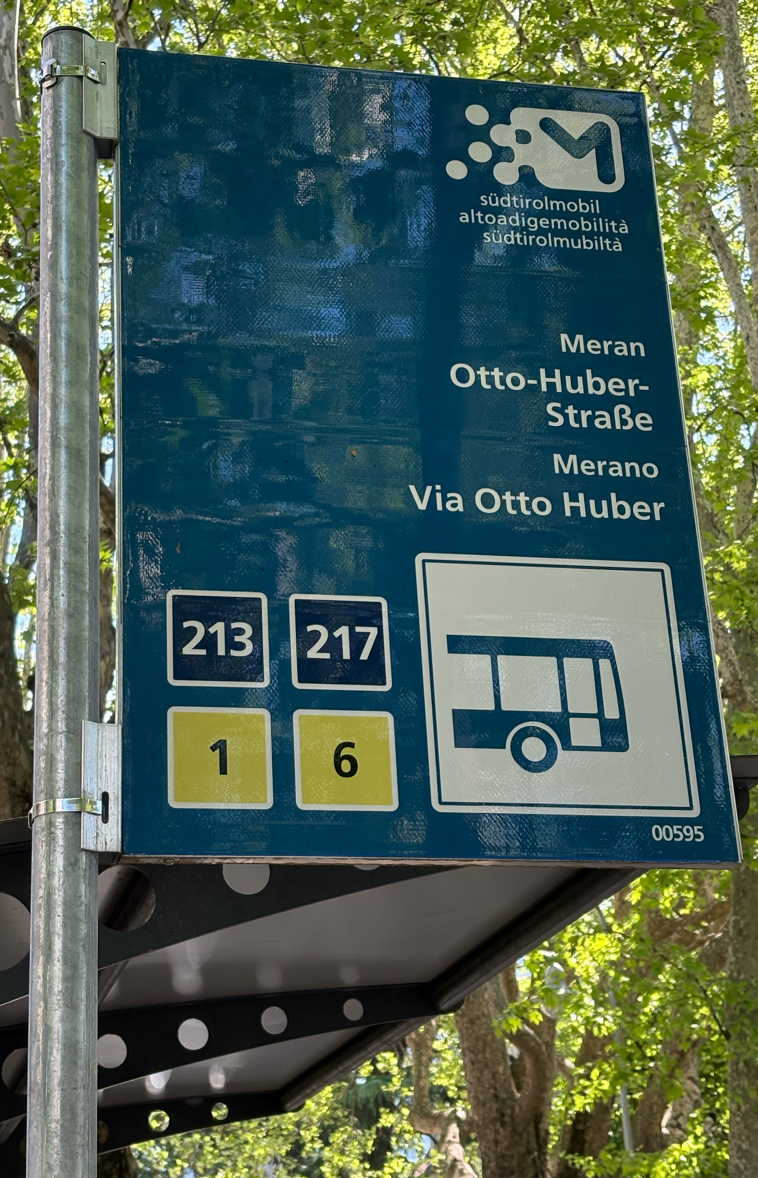 südtirolmobil
altoadigemobilità
südtirolmubiltà
Meran
Otto-Huber-
Straße
Merano
Via Otto Huber
213 217
1 6
00595